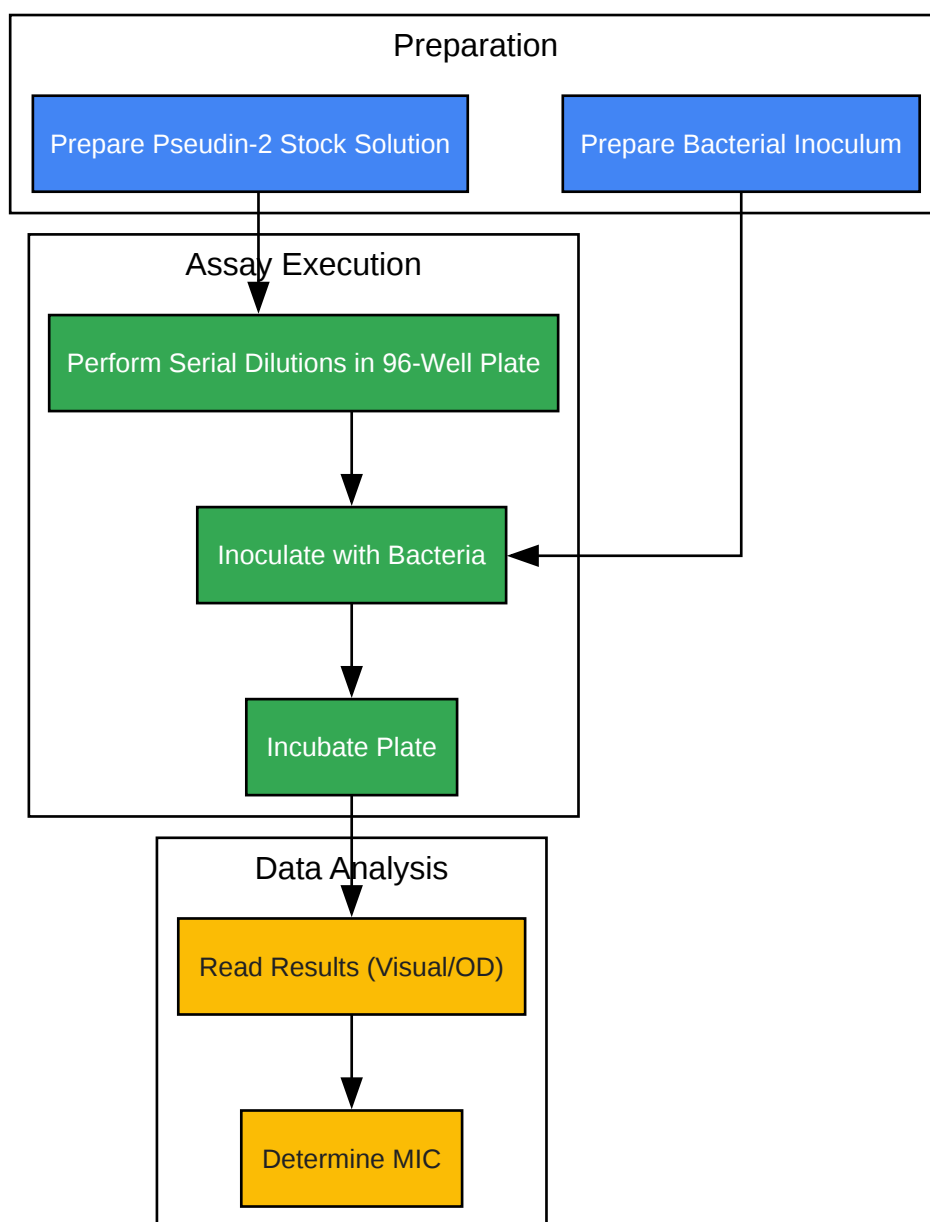 Preparation
Prepare Pseudin-2 Stock Solution
Prepare Bacterial Inoculum
Assay Execution
Perform Serial Dilutions in 96-Well Plate
Inoculate with Bacteria
Incubate Plate
Data Analysis
Read Results (Visual/OD)
Determine MIC